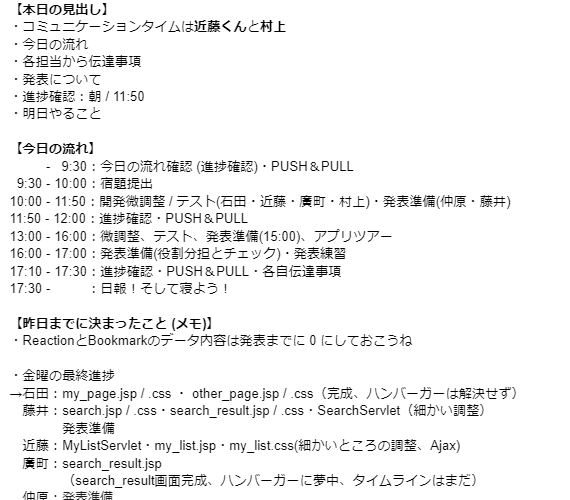 【本日の見出し】
・コミュニケーションタイムは近藤くんと村上
・今日の流れ
・各担当から伝達事項
・発表について
・進捗確認：朝 / 11:50
・明日やること
【今日の流れ】
- 9:30：今日の流れ確認 (進捗確認)・PUSH＆PULL
9:30 - 10:00：宿題提出
10:00 - 11:50：開発微調整 / テスト(石田・近藤・廣町・村上)・発表準備(仲原・藤井)
11:50 - 12:00：進捗確認・PUSH＆PULL
13:00 - 16:00：微調整、テスト、発表準備(15:00)、アプリツアー
16:00 - 17:00：発表準備(役割分担とチェック)・発表練習
17:10 - 17:30：進捗確認・PUSH＆PULL・各自伝達事項
17:30 - ：日報！そして寝よう！
【昨日までに決まったこと (メモ)】
・ReactionとBookmarkのデータ内容は発表までに 0 にしておこうね
・金曜の最終進捗
→石田：my_page.jsp / .css ・ other_page.jsp / .css（完成、ハンバーガーは解決せず）
藤井：search.jsp / .css・search_result.jsp / .css・SearchServlet（細かい調整）
発表準備
近藤：MyListServlet・my_list.jsp・my_list.css(細かいところの調整、Ajax)
廣町：search_result.jsp
（search_result画面完成、ハンバーガーに夢中、タイムラインはまだ）
仲原：発表準備